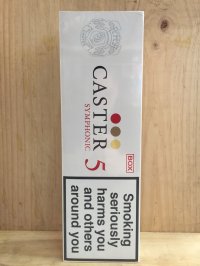 CASTER 5
SYMPHONIC
BOX
Smoking
seriously
harms you
and others
around you